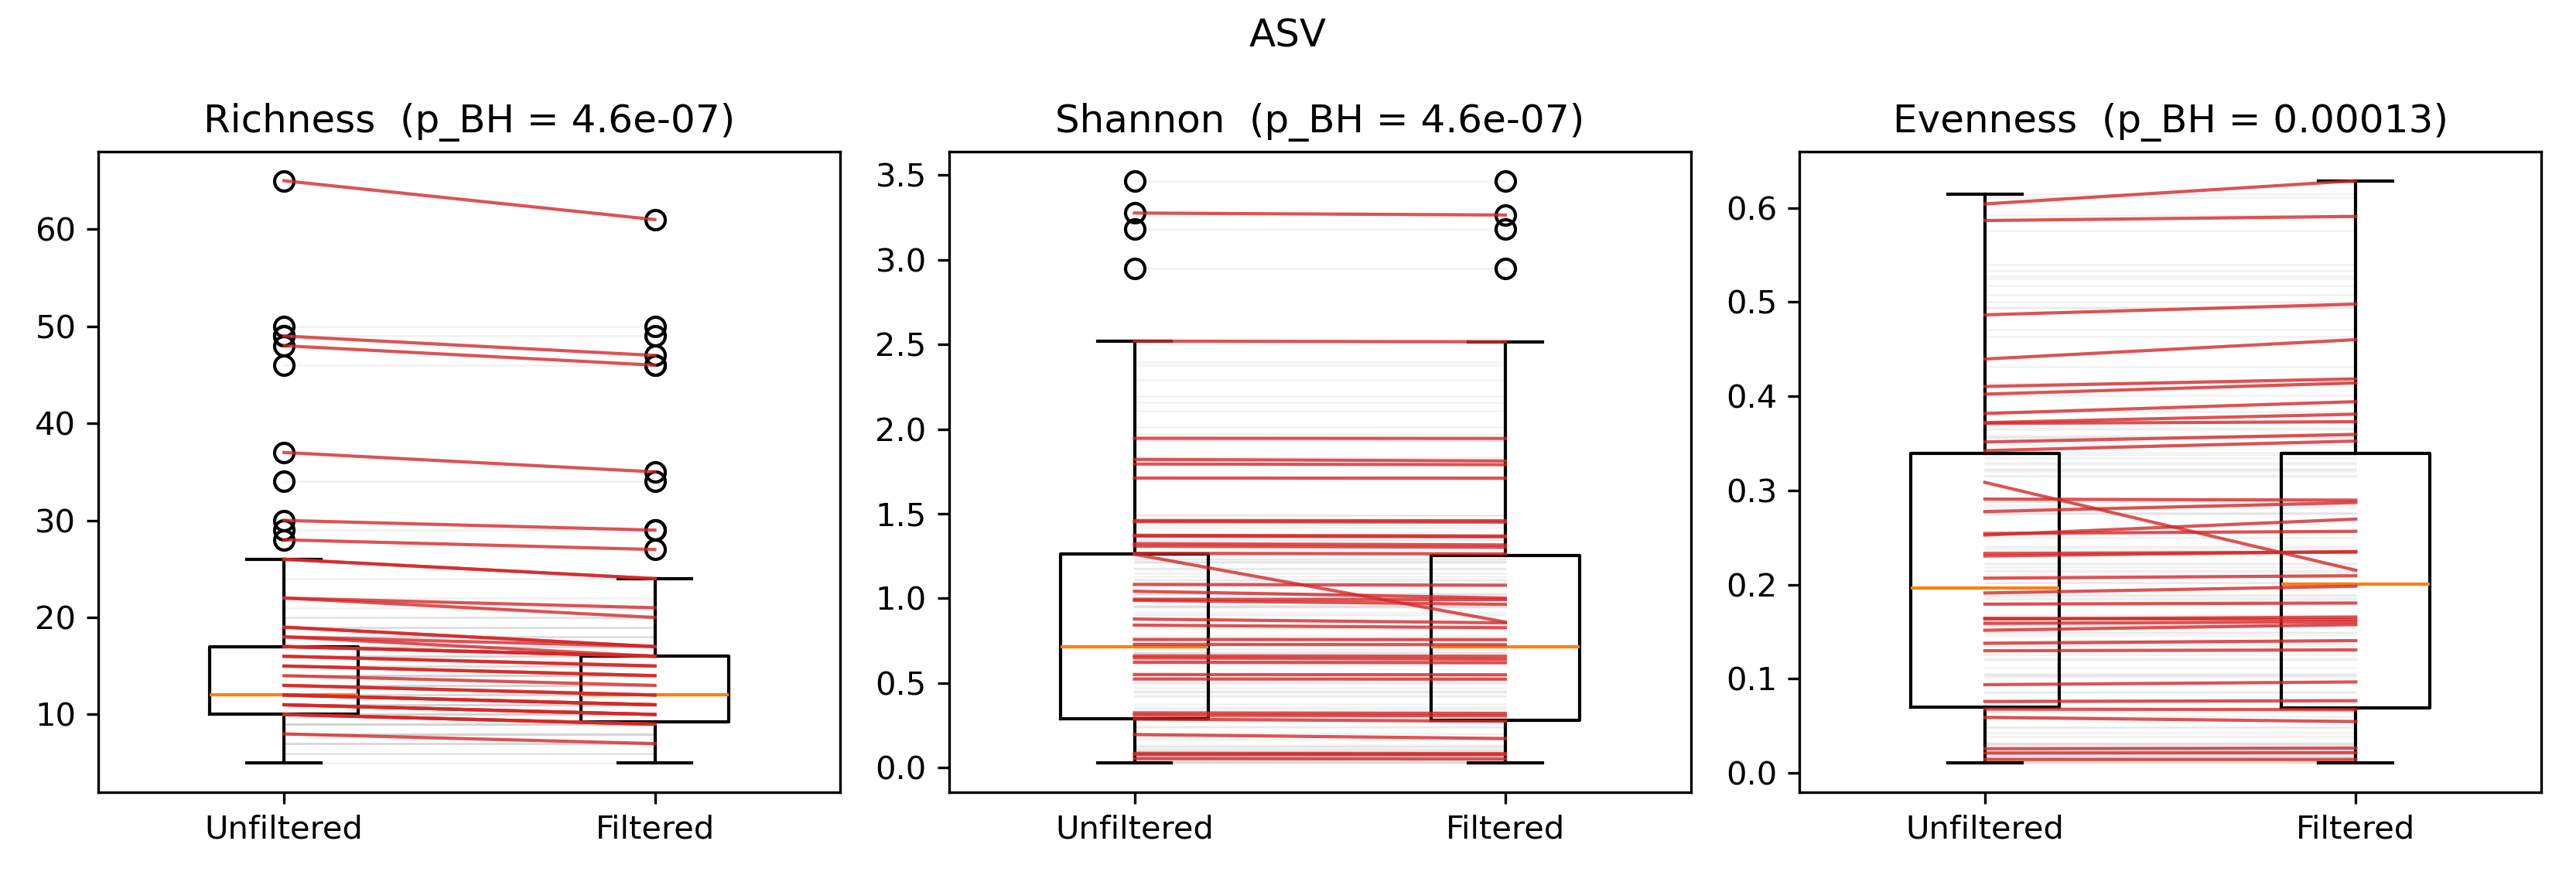 ASV
Richness  (p_BH = 4.6e-07)
60
50
40
30
20
10
Unfiltered
Filtered
Shannon  (p_BH = 4.6e-07)
3.5
3.0
2.5
2.0
1.5
1.0
0.5
0.0
Unfiltered
Filtered
Evenness  (p_BH = 0.00013)
0.6
0.5
0.4
0.3
0.2
0.1
0.0
Unfiltered
Filtered